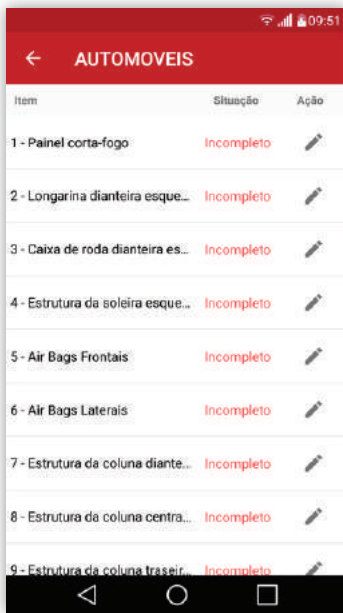 09:51
AUTOMOVEIS
Item Situação Ação
1 - Painel corta-fogo Incompleto
2 - Longarina dianteira esque... Incompleto
3 - Caixa de roda dianteira es... Incompleto
4 - Estrutura da soleira esque... Incompleto
5 - Air Bags Frontais Incompleto
6 - Air Bags Laterais Incompleto
7 - Estrutura da coluna diante... Incompleto
8 - Estrutura da coluna centra... Incompleto
9 - Estrutura da coluna traseir... Incompleto